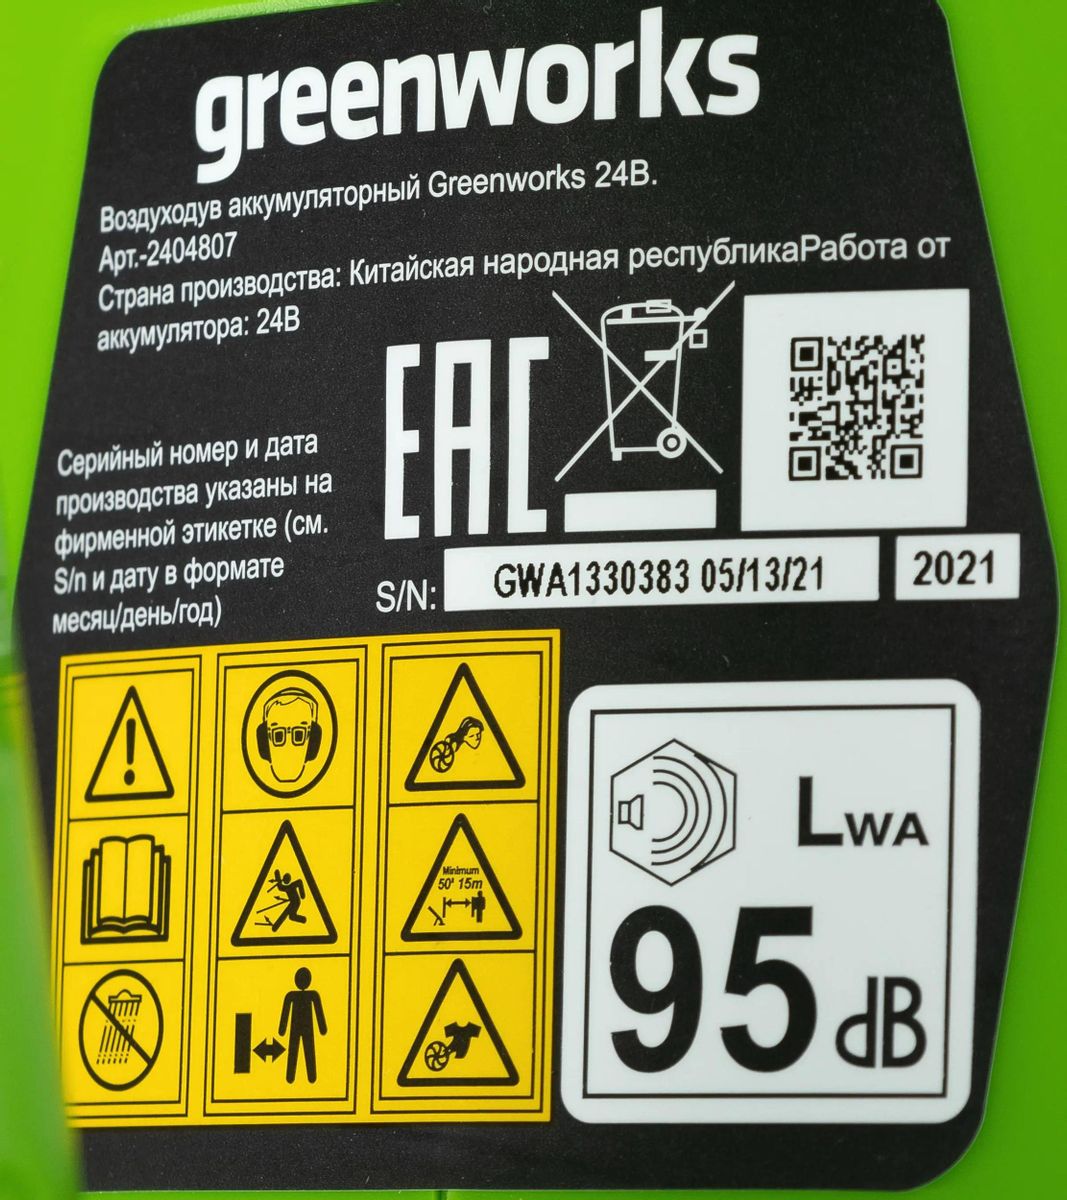 greenworks
Воздуходув аккумуляторный Greenworks 24В.
Арт.-2404807
Страна производства: Китайская народная республикаРабота от
аккумулятора: 24В
EAC
Серийный номер и дата
производства указаны на
фирменной этикетке (см.
S/n и дату в формате
месяц/день/год)
S/N: GWA1330383 05/13/21 2021
Minimum
50' 15m
LWA
95 dB